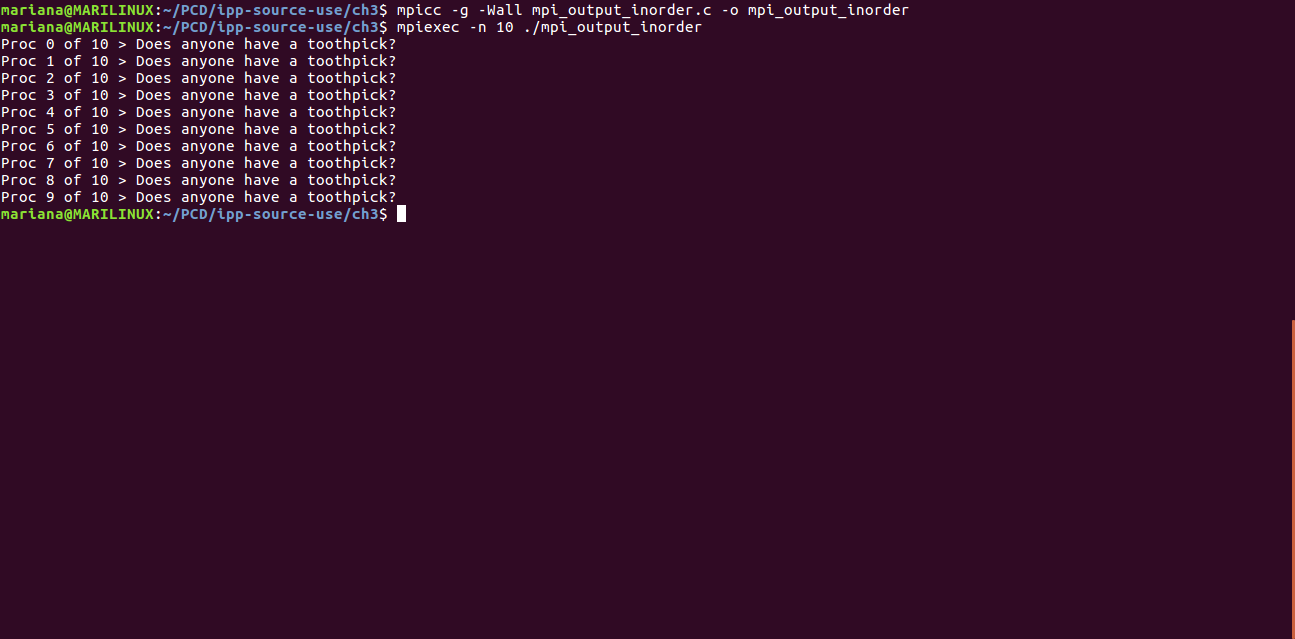 mariana@MARILINUX:~/PCD/ipp-source-use/ch3$ mpicc -g -Wall mpi_output_inorder.c -o mpi_output_inorder
mariana@MARILINUX:~/PCD/ipp-source-use/ch3$ mpiexec -n 10 ./mpi_output_inorder
Proc 0 of 10 > Does anyone have a toothpick?
Proc 1 of 10 > Does anyone have a toothpick?
Proc 2 of 10 > Does anyone have a toothpick?
Proc 3 of 10 > Does anyone have a toothpick?
Proc 4 of 10 > Does anyone have a toothpick?
Proc 5 of 10 > Does anyone have a toothpick?
Proc 6 of 10 > Does anyone have a toothpick?
Proc 7 of 10 > Does anyone have a toothpick?
Proc 8 of 10 > Does anyone have a toothpick?
Proc 9 of 10 > Does anyone have a toothpick?
mariana@MARILINUX:~/PCD/ipp-source-use/ch3$